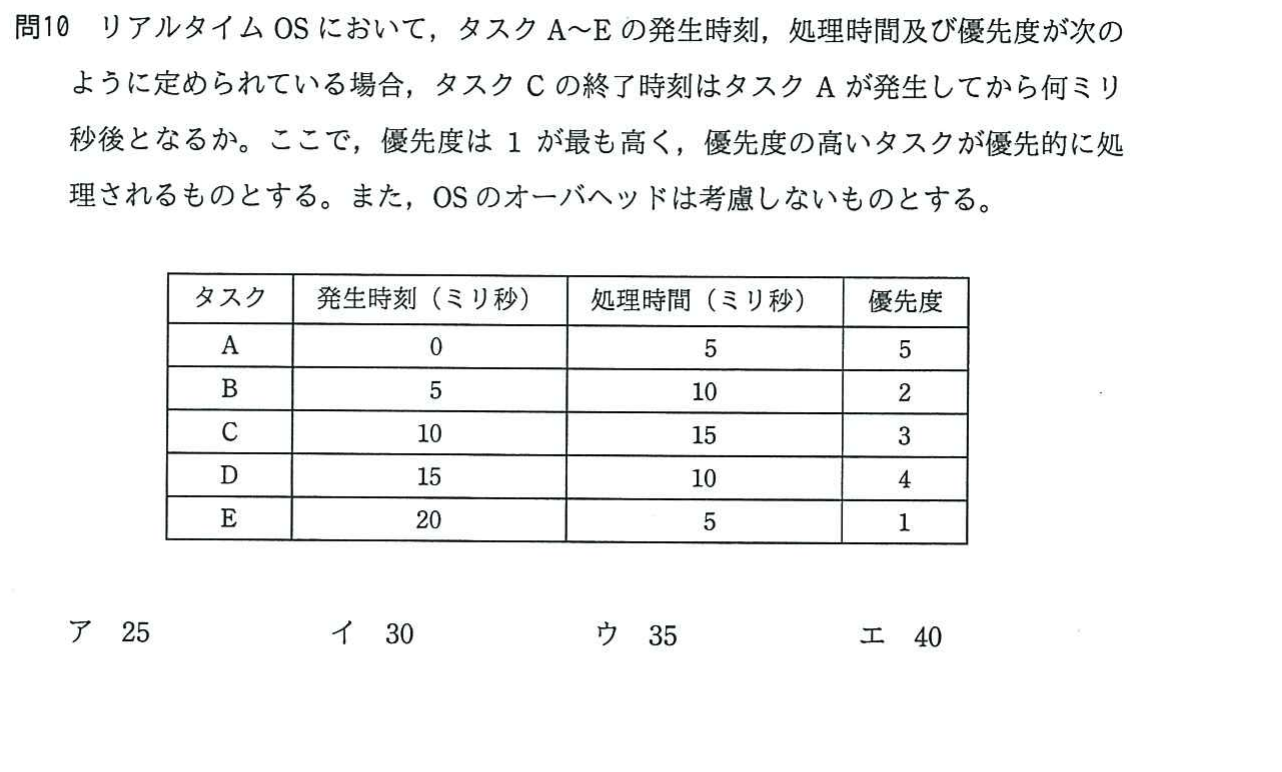 問10 リアルタイム OS において，タスク A～E の発生時刻，処理時間及び優先度が次の
ように定められている場合，タスク C の終了時刻はタスク A が発生してから何ミリ
秒後となるか。ここで，優先度は 1 が最も高く，優先度の高いタスクが優先的に処
理されるものとする。また，OS のオーバヘッドは考慮しないものとする。
タスク 発生時刻（ミリ秒） 処理時間（ミリ秒） 優先度
A 0 5 5
B 5 10 2
C 10 15 3
D 15 10 4
E 20 5 1
ア 25 イ 30 ウ 35 エ 40